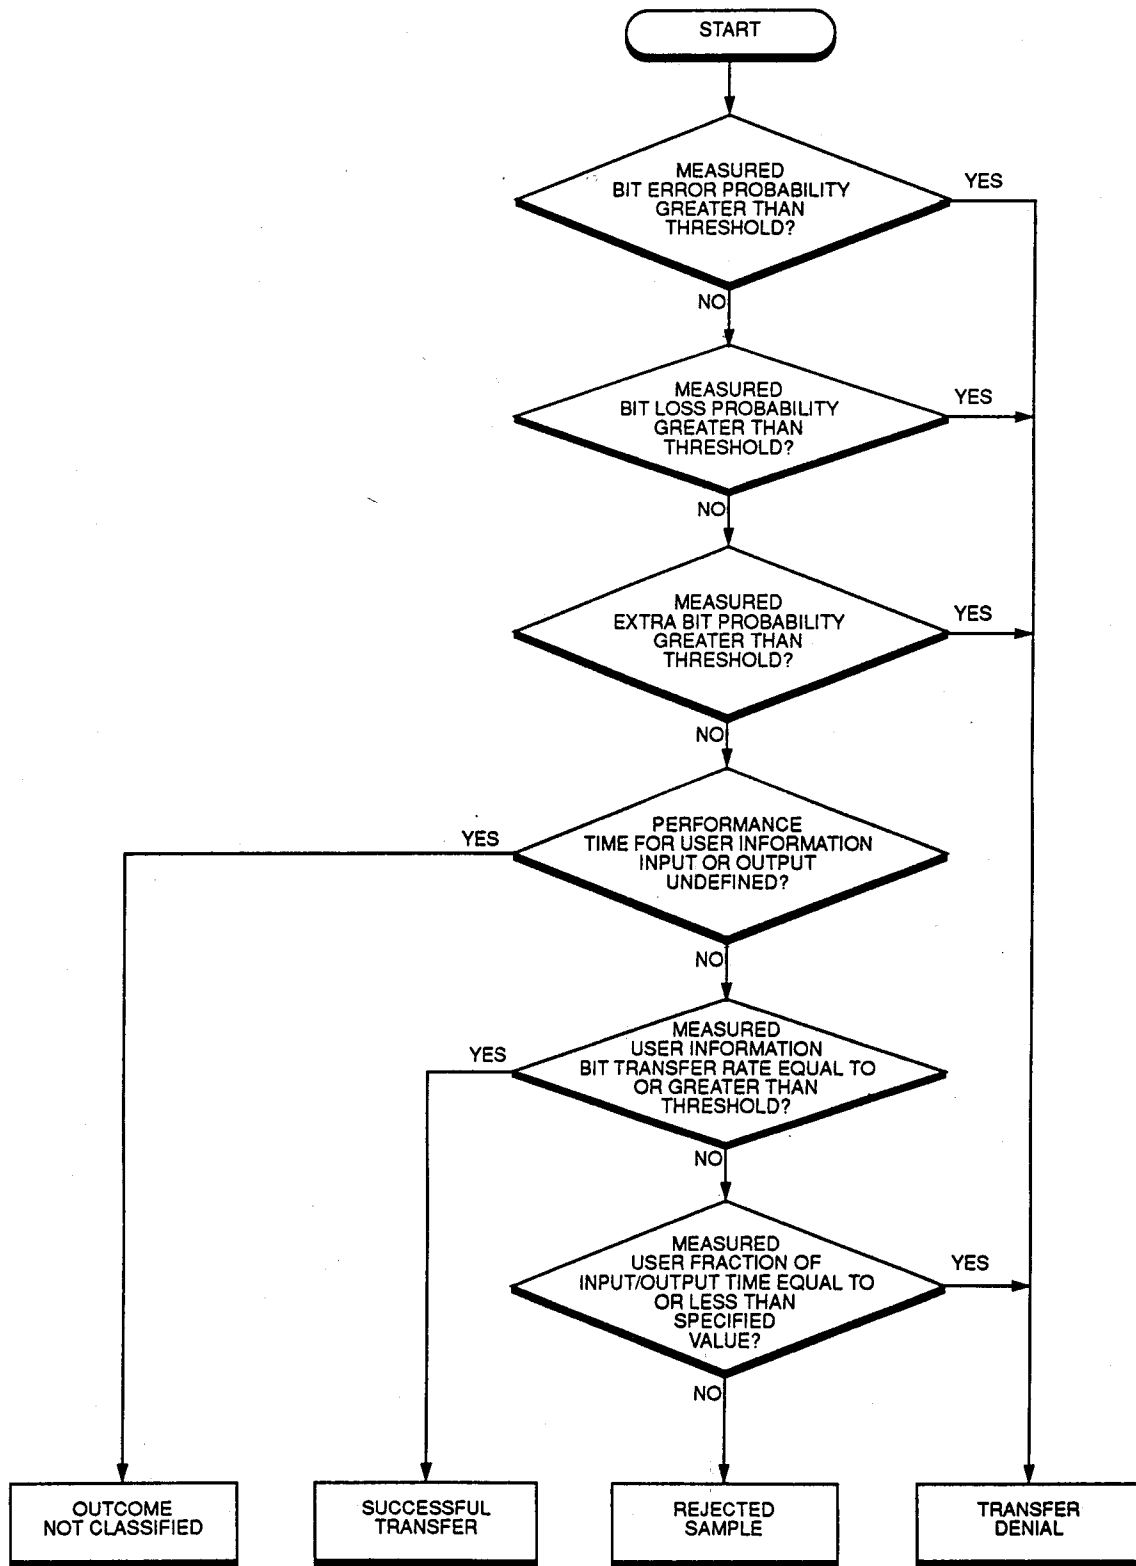 START
MEASURED
BIT ERROR PROBABILITY
GREATER THAN
THRESHOLD?
YES
NO
MEASURED
BIT LOSS PROBABILITY
GREATER THAN
THRESHOLD?
YES
NO
MEASURED
EXTRA BIT PROBABILITY
GREATER THAN
THRESHOLD?
YES
NO
PERFORMANCE
TIME FOR USER INFORMATION
INPUT OR OUTPUT
UNDEFINED?
YES
NO
MEASURED
USER INFORMATION
BIT TRANSFER RATE EQUAL TO
OR GREATER THAN
THRESHOLD?
YES
NO
MEASURED
USER FRACTION OF
INPUT/OUTPUT TIME EQUAL TO
OR LESS THAN
SPECIFIED
VALUE?
YES
NO
OUTCOME
NOT CLASSIFIED
SUCCESSFUL
TRANSFER
REJECTED
SAMPLE
TRANSFER
DENIAL